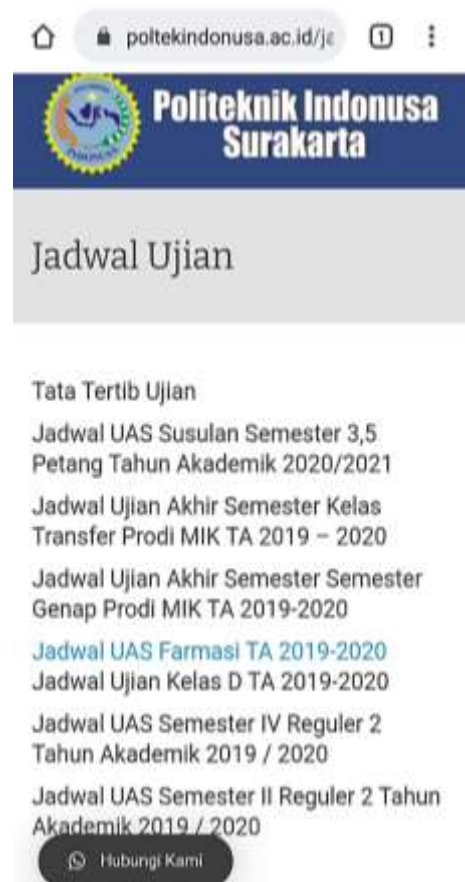 poltekindonusa.ac.id/ja
1
Politeknik Indonusa
Surakarta
INDONUSA
Jadwal Ujian
Tata Tertib Ujian
Jadwal UAS Susulan Semester 3,5
Petang Tahun Akademik 2020/2021
Jadwal Ujian Akhir Semester Kelas
Transfer Prodi MIK TA 2019 – 2020
Jadwal Ujian Akhir Semester Semester
Genap Prodi MIK TA 2019-2020
Jadwal UAS Farmasi TA 2019-2020
Jadwal Ujian Kelas D TA 2019-2020
Jadwal UAS Semester IV Reguler 2
Tahun Akademik 2019 / 2020
Jadwal UAS Semester II Reguler 2 Tahun
Akademik 2019 / 2020
Hubungi Kami